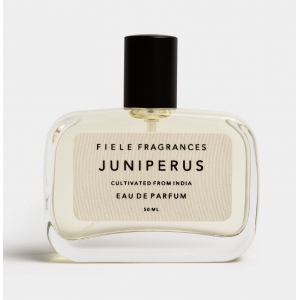 FIELE FRAGRANCES
JUNIPERUS
CULTIVATED FROM INDIA
EAU DE PARFUM
50 ML